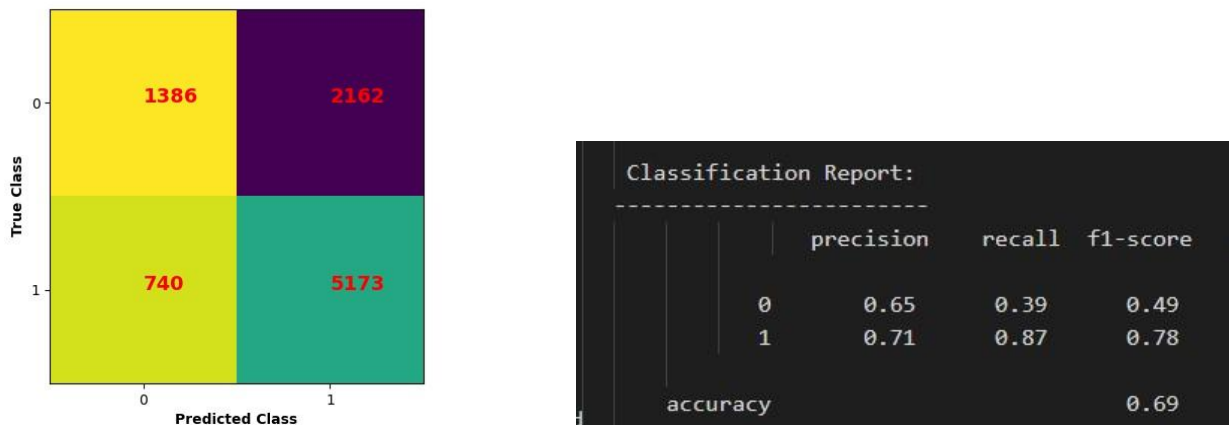 True Class
0
1386 2162
1
740 5173
0 1
Predicted Class
Classification Report:
-------------------------
precision recall f1-score
0 0.65 0.39 0.49
1 0.71 0.87 0.78
accuracy 0.69